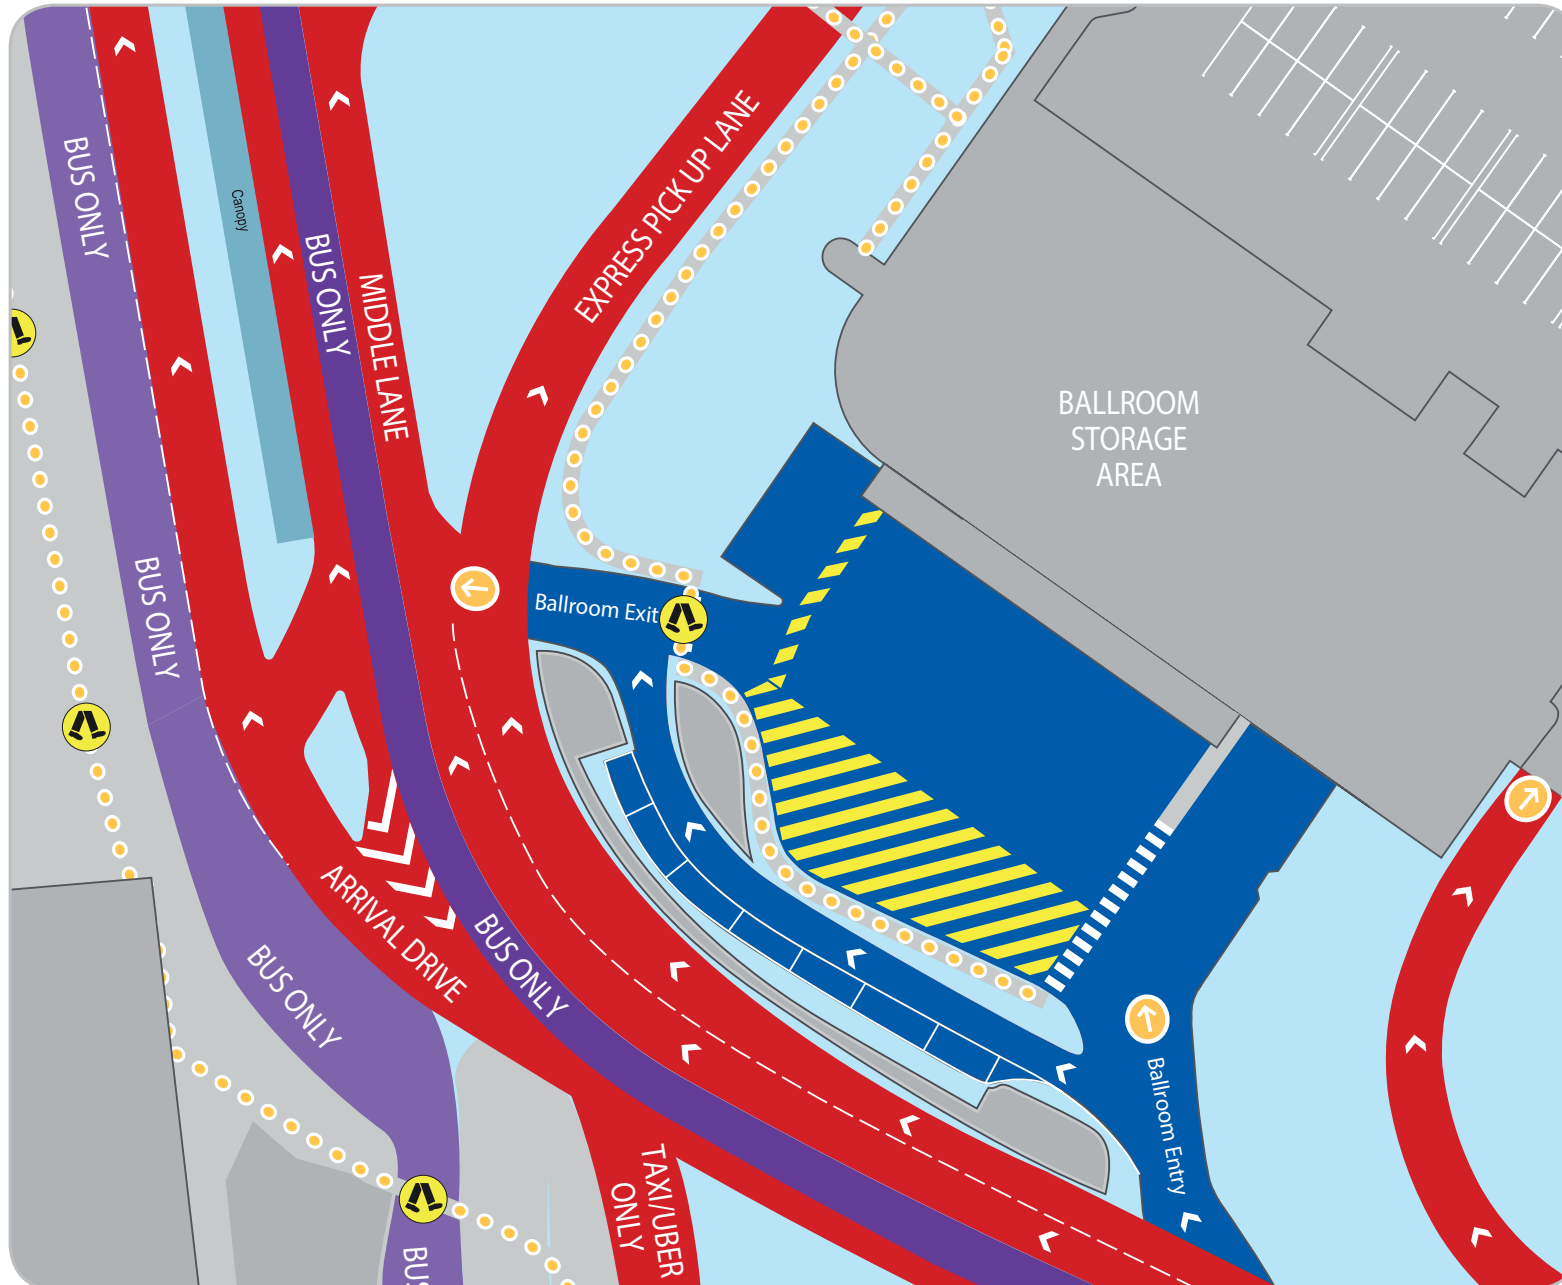 BUS ONLY
Canopy
BUS ONLY
MIDDLE LANE
EXPRESS PICK UP LANE
BALLROOM
STORAGE
AREA
BUS ONLY
Ballroom Exit
ARRIVAL DRIVE
BUS ONLY
BUS ONLY
Ballroom Entry
TAXI/UBER
ONLY
BUS